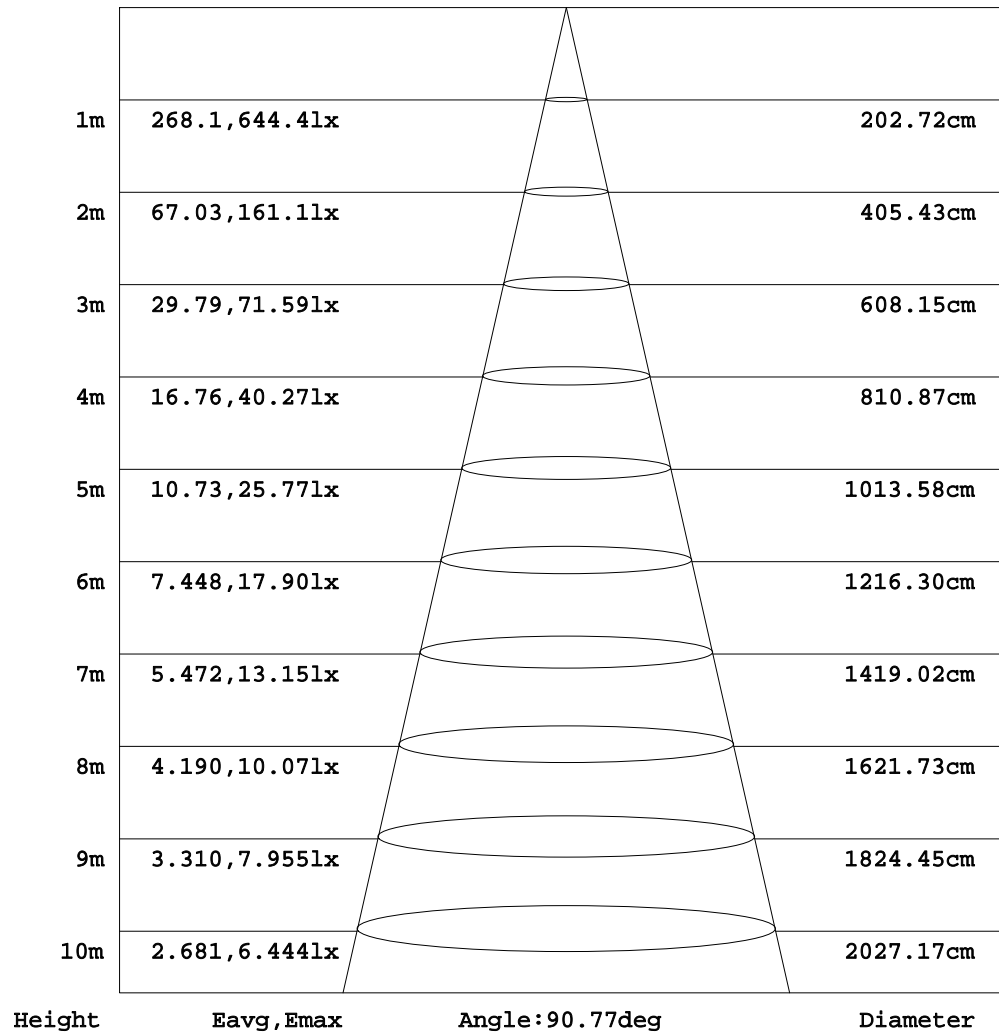 1m 268.1,644.4lx 202.72cm
2m 67.03,161.1lx 405.43cm
3m 29.79,71.59lx 608.15cm
4m 16.76,40.27lx 810.87cm
5m 10.73,25.77lx 1013.58cm
6m 7.448,17.90lx 1216.30cm
7m 5.472,13.15lx 1419.02cm
8m 4.190,10.07lx 1621.73cm
9m 3.310,7.955lx 1824.45cm
10m 2.681,6.444lx 2027.17cm
Height Eavg,Emax Angle:90.77deg Diameter